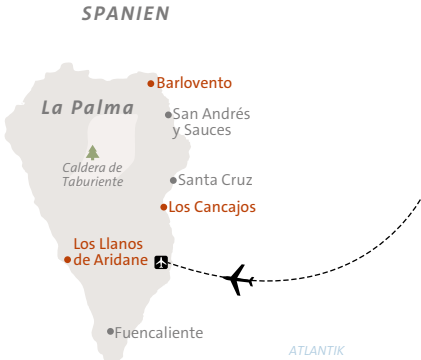 SPANIEN
Barlovento
La Palma
San Andrés
y Sauces
Caldera de
Taburiente
Santa Cruz
Los Cancajos
Los Llanos
de Aridane
Fuencaliente
ATLANTIK